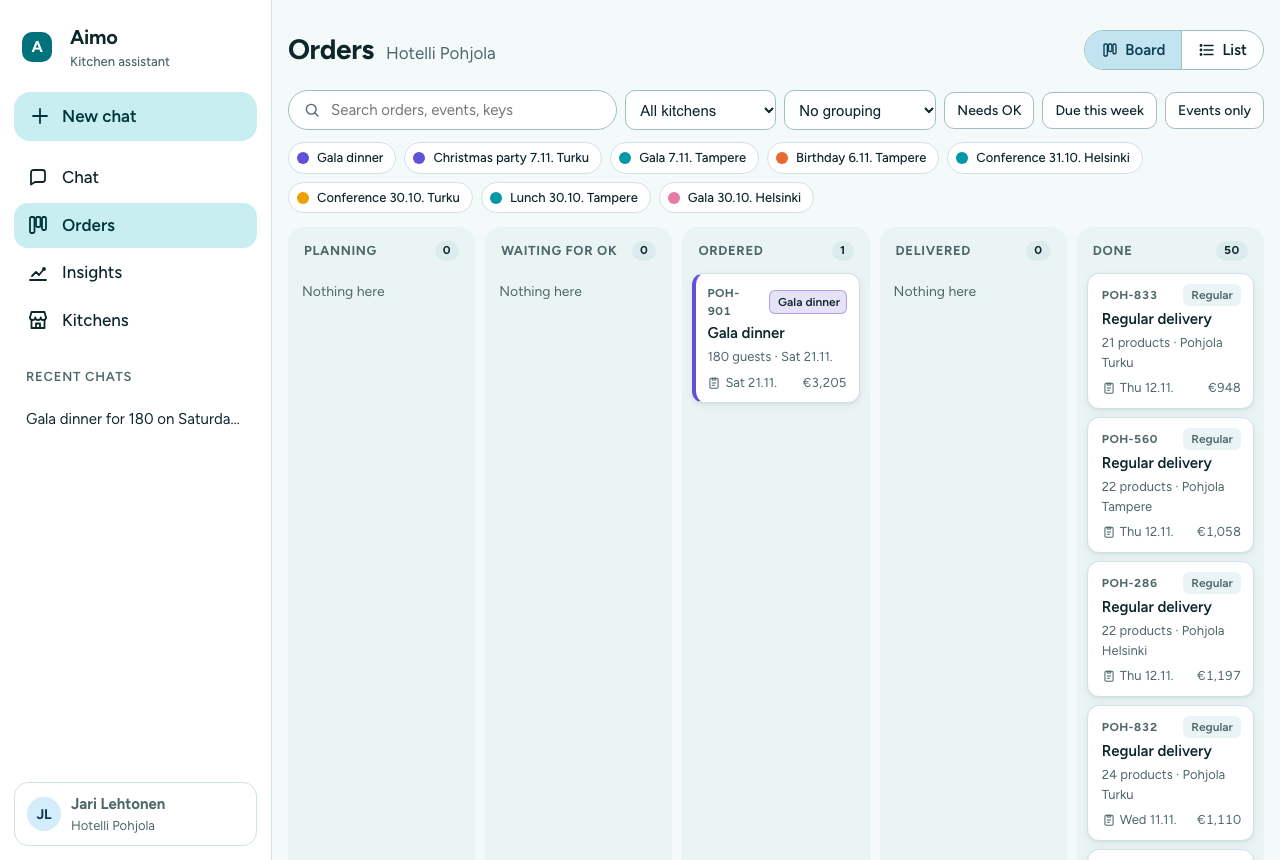 A
Aimo
Kitchen assistant
New chat
Chat
Orders
Insights
Kitchens
RECENT CHATS
Gala dinner for 180 on Saturda...
JL
Jari Lehtonen
Hotelli Pohjola
Orders
Hotelli Pohjola
Board
List
Search orders, events, keys
All kitchens
No grouping
Needs OK
Due this week
Events only
Gala dinner
Christmas party 7.11. Turku
Gala 7.11. Tampere
Birthday 6.11. Tampere
Conference 31.10. Helsinki
Conference 30.10. Turku
Lunch 30.10. Tampere
Gala 30.10. Helsinki
PLANNING 0
Nothing here
WAITING FOR OK 0
Nothing here
ORDERED 1
POH-
901
Gala dinner
Gala dinner
180 guests · Sat 21.11.
Sat 21.11. €3,205
DELIVERED 0
Nothing here
DONE 50
POH-833 Regular
Regular delivery
21 products · Pohjola
Turku
Thu 12.11. €948
POH-560 Regular
Regular delivery
22 products · Pohjola
Tampere
Thu 12.11. €1,058
POH-286 Regular
Regular delivery
22 products · Pohjola
Helsinki
Thu 12.11. €1,197
POH-832 Regular
Regular delivery
24 products · Pohjola
Turku
Wed 11.11. €1,110